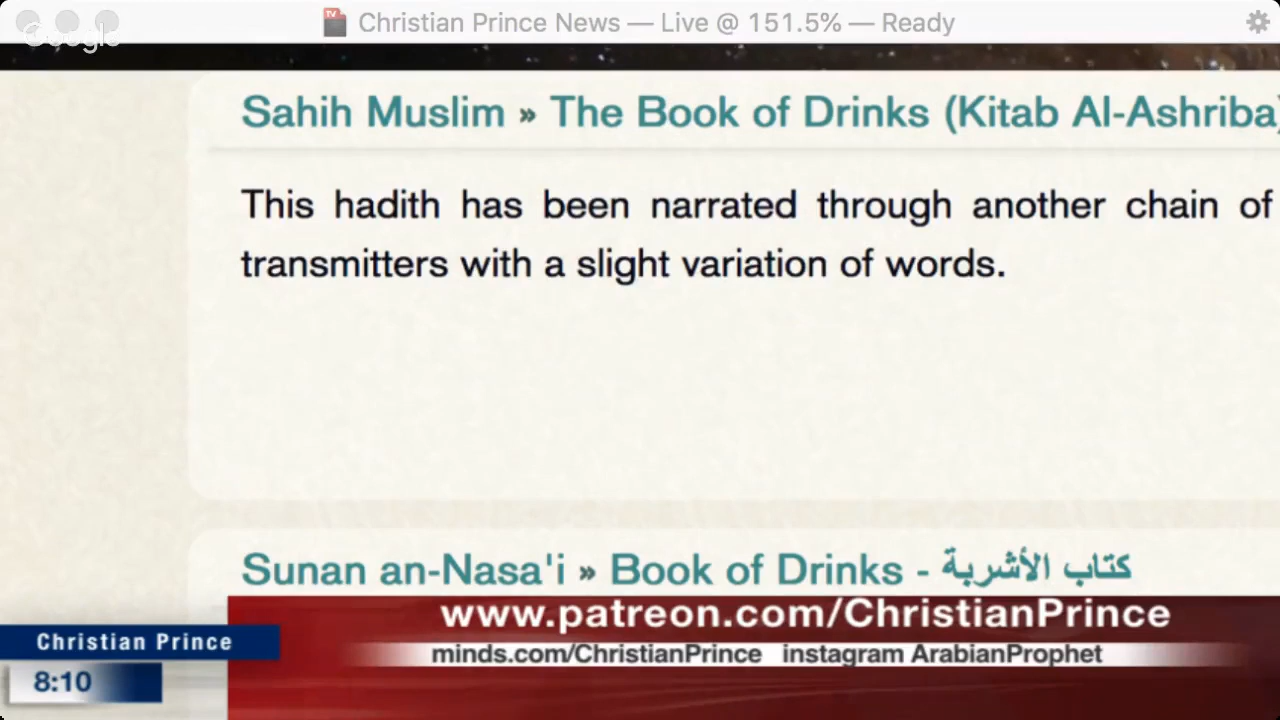 Christian Prince News — Live @ 151.5% — Ready
Google
Sahih Muslim » The Book of Drinks (Kitab Al-Ashriba)
This hadith has been narrated through another chain of
transmitters with a slight variation of words.
Sunan an-Nasa'i » Book of Drinks - كتاب الأشربة
www.patreon.com/ChristianPrince
Christian Prince
minds.com/ChristianPrince instagram ArabianProphet
8:10